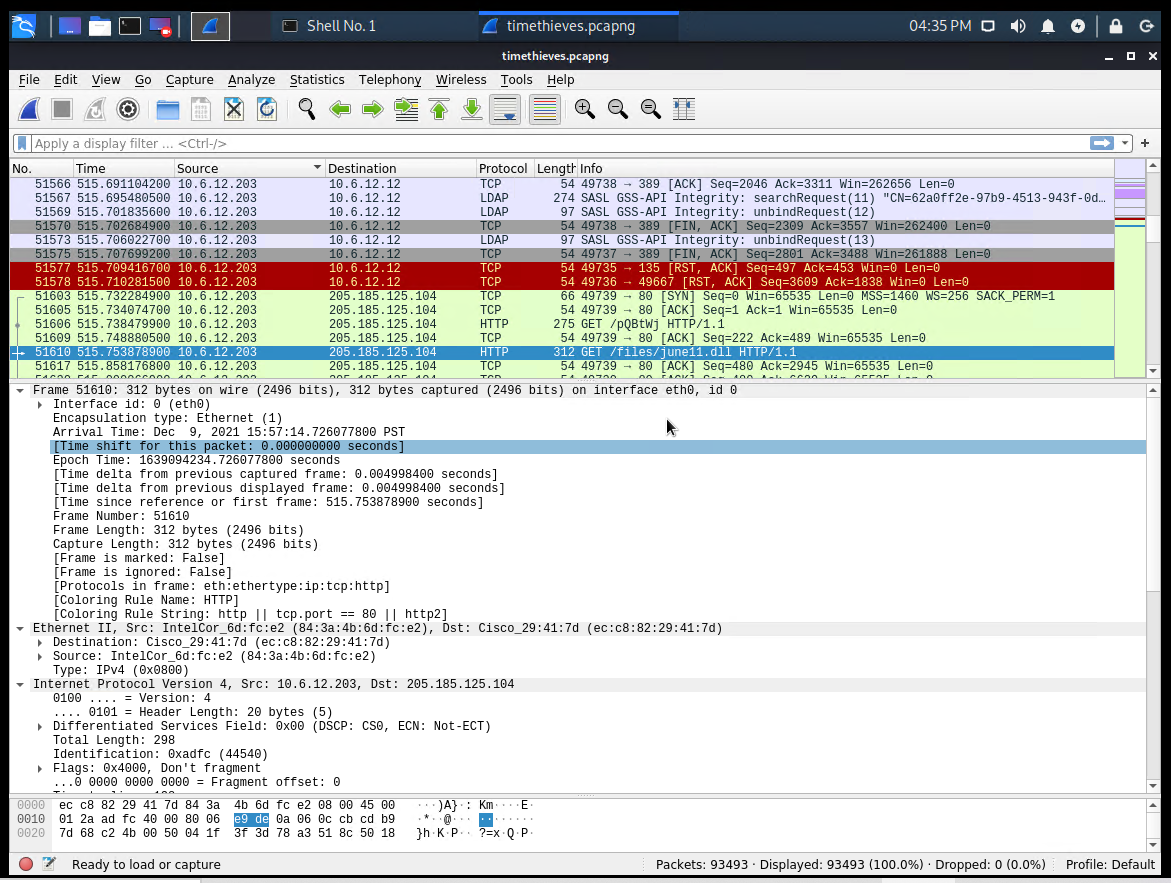 Shell No. 1 timethieves.pcapng 04:35 PM
timethieves.pcapng
File Edit View Go Capture Analyze Statistics Telephony Wireless Tools Help
Apply a display filter … <Ctrl-/>
No. Time Source Destination Protocol Length Info
51566 515.691104200 10.6.12.203 10.6.12.12 TCP 54 49738 → 389 [ACK] Seq=2046 Ack=3311 Win=262656 Len=0
51567 515.695480500 10.6.12.203 10.6.12.12 LDAP 274 SASL GSS-API Integrity: searchRequest(11) "CN=62a0ff2e-97b9-4513-943f-0d…
51569 515.701835600 10.6.12.203 10.6.12.12 LDAP 97 SASL GSS-API Integrity: unbindRequest(12)
51570 515.702684900 10.6.12.203 10.6.12.12 TCP 54 49738 → 389 [FIN, ACK] Seq=2309 Ack=3557 Win=262400 Len=0
51573 515.706022700 10.6.12.203 10.6.12.12 LDAP 97 SASL GSS-API Integrity: unbindRequest(13)
51575 515.707699200 10.6.12.203 10.6.12.12 TCP 54 49737 → 389 [FIN, ACK] Seq=2801 Ack=3488 Win=261888 Len=0
51577 515.709416700 10.6.12.203 10.6.12.12 TCP 54 49735 → 135 [RST, ACK] Seq=497 Ack=453 Win=0 Len=0
51578 515.710281500 10.6.12.203 10.6.12.12 TCP 54 49736 → 49667 [RST, ACK] Seq=3609 Ack=1838 Win=0 Len=0
51603 515.732284900 10.6.12.203 205.185.125.104 TCP 66 49739 → 80 [SYN] Seq=0 Win=65535 Len=0 MSS=1460 WS=256 SACK_PERM=1
51605 515.734074700 10.6.12.203 205.185.125.104 TCP 54 49739 → 80 [ACK] Seq=1 Ack=1 Win=65535 Len=0
51606 515.738479900 10.6.12.203 205.185.125.104 HTTP 275 GET /pQBtWj HTTP/1.1
51609 515.748880500 10.6.12.203 205.185.125.104 TCP 54 49739 → 80 [ACK] Seq=222 Ack=489 Win=65535 Len=0
51610 515.753878900 10.6.12.203 205.185.125.104 HTTP 312 GET /files/june11.dll HTTP/1.1
51617 515.858176800 10.6.12.203 205.185.125.104 TCP 54 49739 → 80 [ACK] Seq=480 Ack=2945 Win=65535 Len=0
Frame 51610: 312 bytes on wire (2496 bits), 312 bytes captured (2496 bits) on interface eth0, id 0
Interface id: 0 (eth0)
Encapsulation type: Ethernet (1)
Arrival Time: Dec  9, 2021 15:57:14.726077800 PST
[Time shift for this packet: 0.000000000 seconds]
Epoch Time: 1639094234.726077800 seconds
[Time delta from previous captured frame: 0.004998400 seconds]
[Time delta from previous displayed frame: 0.004998400 seconds]
[Time since reference or first frame: 515.753878900 seconds]
Frame Number: 51610
Frame Length: 312 bytes (2496 bits)
Capture Length: 312 bytes (2496 bits)
[Frame is marked: False]
[Frame is ignored: False]
[Protocols in frame: eth:ethertype:ip:tcp:http]
[Coloring Rule Name: HTTP]
[Coloring Rule String: http || tcp.port == 80 || http2]
Ethernet II, Src: IntelCor_6d:fc:e2 (84:3a:4b:6d:fc:e2), Dst: Cisco_29:41:7d (ec:c8:82:29:41:7d)
Destination: Cisco_29:41:7d (ec:c8:82:29:41:7d)
Source: IntelCor_6d:fc:e2 (84:3a:4b:6d:fc:e2)
Type: IPv4 (0x0800)
Internet Protocol Version 4, Src: 10.6.12.203, Dst: 205.185.125.104
0100 .... = Version: 4
.... 0101 = Header Length: 20 bytes (5)
Differentiated Services Field: 0x00 (DSCP: CS0, ECN: Not-ECT)
Total Length: 298
Identification: 0xadfc (44540)
Flags: 0x4000, Don't fragment
...0 0000 0000 0000 = Fragment offset: 0
0000 ec c8 82 29 41 7d 84 3a 4b 6d fc e2 08 00 45 00 ···)A}·: Km····E·
0010 01 2a ad fc 40 00 80 06 e9 de 0a 06 0c cb cd b9 ·*··@··· ········
0020 7d 68 c2 4b 00 50 04 1f 3f 3d 78 a3 51 8c 50 18 }h·K·P·· ?=x·Q·P·
Ready to load or capture Packets: 93493 · Displayed: 93493 (100.0%) · Dropped: 0 (0.0%) Profile: Default